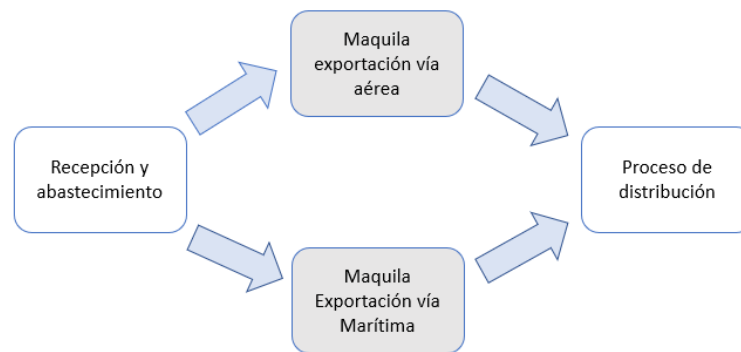 Maquila
exportación vía
aérea
Recepción y
abastecimiento
Proceso de
distribución
Maquila
Exportación vía
Marítima